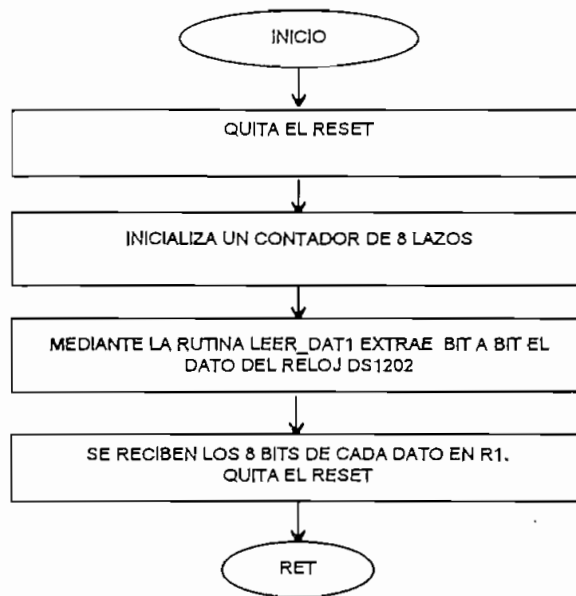 INICIO
QUITA EL RESET
INICIALIZA UN CONTADOR DE 8 LAZOS
MEDIANTE LA RUTINA LEER_DAT1 EXTRAE BIT A BIT EL
DATO DEL RELOJ DS1202
SE RECIBEN LOS 8 BITS DE CADA DATO EN R1.
QUITA EL RESET
RET